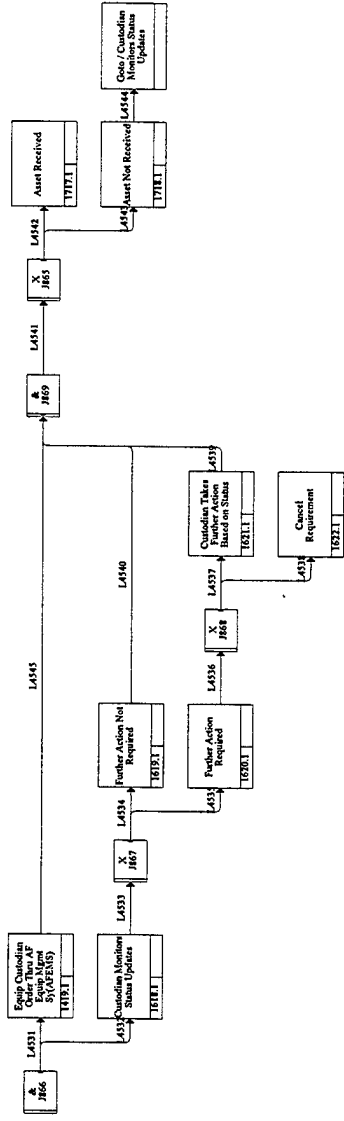 &
J866
L4531
L4532
Equip Custodian
Order Thru AF
Equip Mgmt
Sy(AFEMS)
1419.1
Custodian Monitors
Status Updates
1618.1
L4533
X
J867
L4534
L4535
Further Action Not
Required
1619.1
Further Action
Required
1620.1
L4536
X
J868
L4537
L4538
Custodian Takes
Further Action
Based on Status
1621.1
Cancel
Requirement
1622.1
L4539
L4540
L4545
&
J869
L4541
X
J865
L4542
L4543
Asset Received
1717.1
Asset Not Received
1718.1
L4544
Goto / Custodian
Monitors Status
Updates